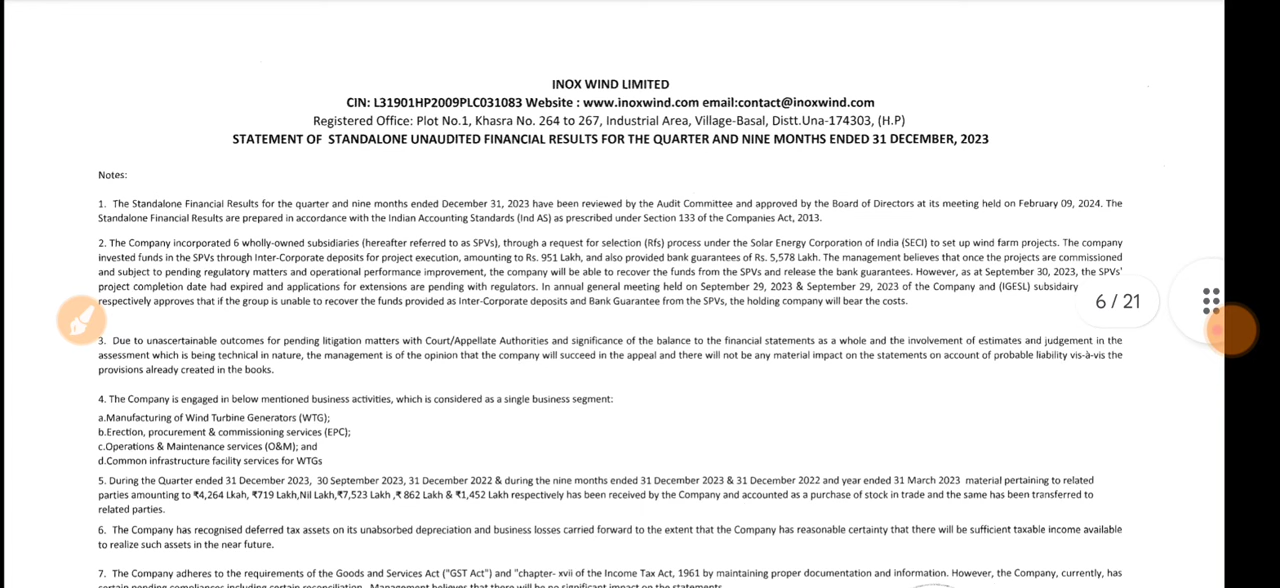 INOX WIND LIMITED
CIN: L31901HP2009PLC031083 Website : www.inoxwind.com email:contact@inoxwind.com
Registered Office: Plot No.1, Khasra No. 264 to 267, Industrial Area, Village-Basal, Distt.Una-174303, (H.P)
STATEMENT OF STANDALONE UNAUDITED FINANCIAL RESULTS FOR THE QUARTER AND NINE MONTHS ENDED 31 DECEMBER, 2023
Notes:
1. The Standalone Financial Results for the quarter and nine months ended December 31, 2023 have been reviewed by the Audit Committee and approved by the Board of Directors at its meeting held on February 09, 2024. The
Standalone Financial Results are prepared in accordance with the Indian Accounting Standards (Ind AS) as prescribed under Section 133 of the Companies Act, 2013.
2. The Company incorporated 6 wholly-owned subsidiaries (hereafter referred to as SPVs), through a request for selection (Rfs) process under the Solar Energy Corporation of India (SECI) to set up wind farm projects. The company
invested funds in the SPVs through Inter-Corporate deposits for project execution, amounting to Rs. 951 Lakh, and also provided bank guarantees of Rs. 5,578 Lakh. The management believes that once the projects are commissioned
and subject to pending regulatory matters and operational performance improvement, the company will be able to recover the funds from the SPVs and release the bank guarantees. However, as at September 30, 2023, the SPVs'
project completion date had expired and applications for extensions are pending with regulators. In annual general meeting held on September 29, 2023 & September 29, 2023 of the Company and (IGESL) subsidairy
respectively approves that if the group is unable to recover the funds provided as Inter-Corporate deposits and Bank Guarantee from the SPVs, the holding company will bear the costs.
6 / 21
3. Due to unascertainable outcomes for pending litigation matters with Court/Appellate Authorities and significance of the balance to the financial statements as a whole and the involvement of estimates and judgement in the
assessment which is being technical in nature, the management is of the opinion that the company will succeed in the appeal and there will not be any material impact on the statements on account of probable liability vis-à-vis the
provisions already created in the books.
4. The Company is engaged in below mentioned business activities, which is considered as a single business segment:
a.Manufacturing of Wind Turbine Generators (WTG);
b.Erection, procurement & commissioning services (EPC);
c.Operations & Maintenance services (O&M); and
d.Common infrastructure facility services for WTGs
5. During the Quarter ended 31 December 2023, 30 September 2023, 31 December 2022 & during the nine months ended 31 December 2023 & 31 December 2022 and year ended 31 March 2023 material pertaining to related
parties amounting to ₹4,264 Lkah, ₹719 Lakh,Nil Lakh,₹7,523 Lakh ,₹ 862 Lakh & ₹1,452 Lakh respectively has been received by the Company and accounted as a purchase of stock in trade and the same has been transferred to
related parties.
6. The Company has recognised deferred tax assets on its unabsorbed depreciation and business losses carried forward to the extent that the Company has reasonable certainty that there will be sufficient taxable income available
to realize such assets in the near future.
7. The Company adheres to the requirements of the Goods and Services Act ("GST Act") and "chapter- xvii of the Income Tax Act, 1961 by maintaining proper documentation and information. However, the Company, currently, has
certain pending compliances including certain reconciliation. Management believes that there will be no significant impact on the statements.